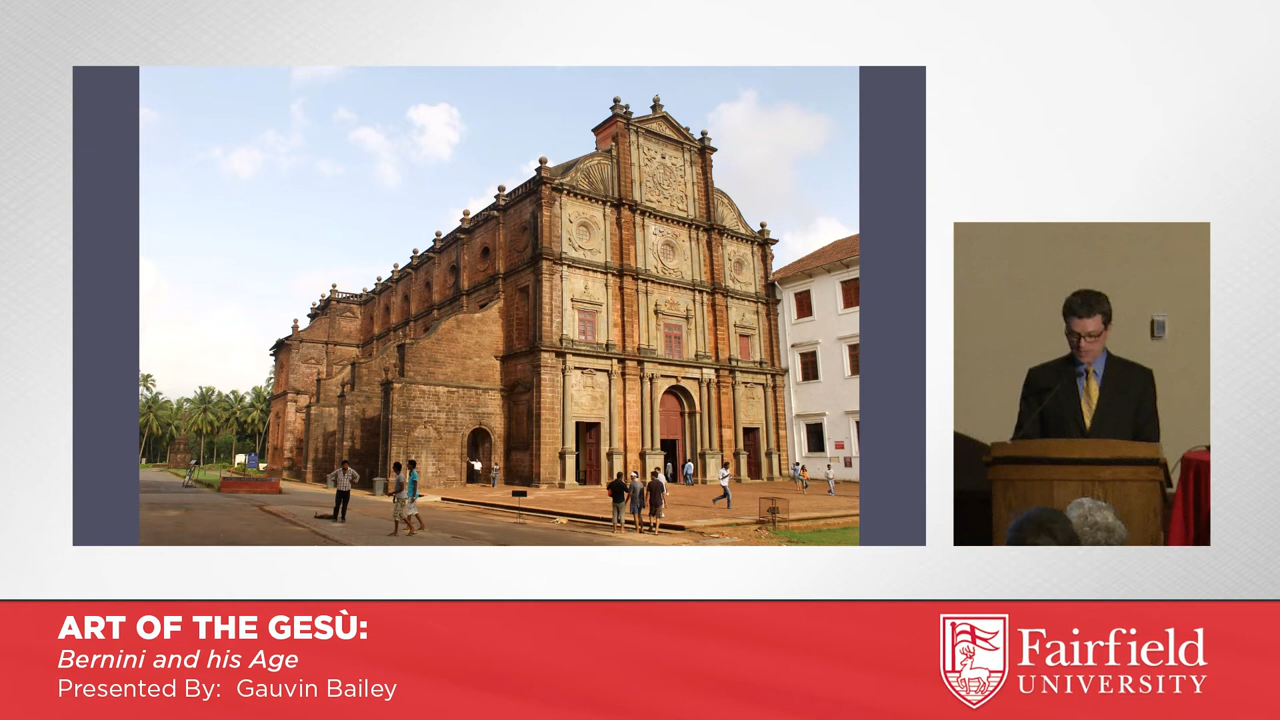 ART OF THE GESÙ:
Bernini and his Age
Presented By: Gauvin Bailey
Fairfield
UNIVERSITY